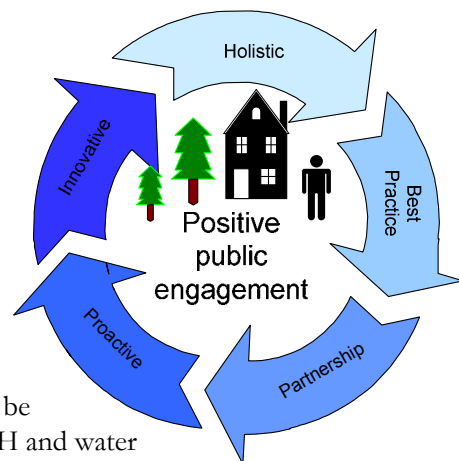 Holistic
Best
Practice
Partnership
Proactive
Innovative
Positive
public
engagement
be
H and water